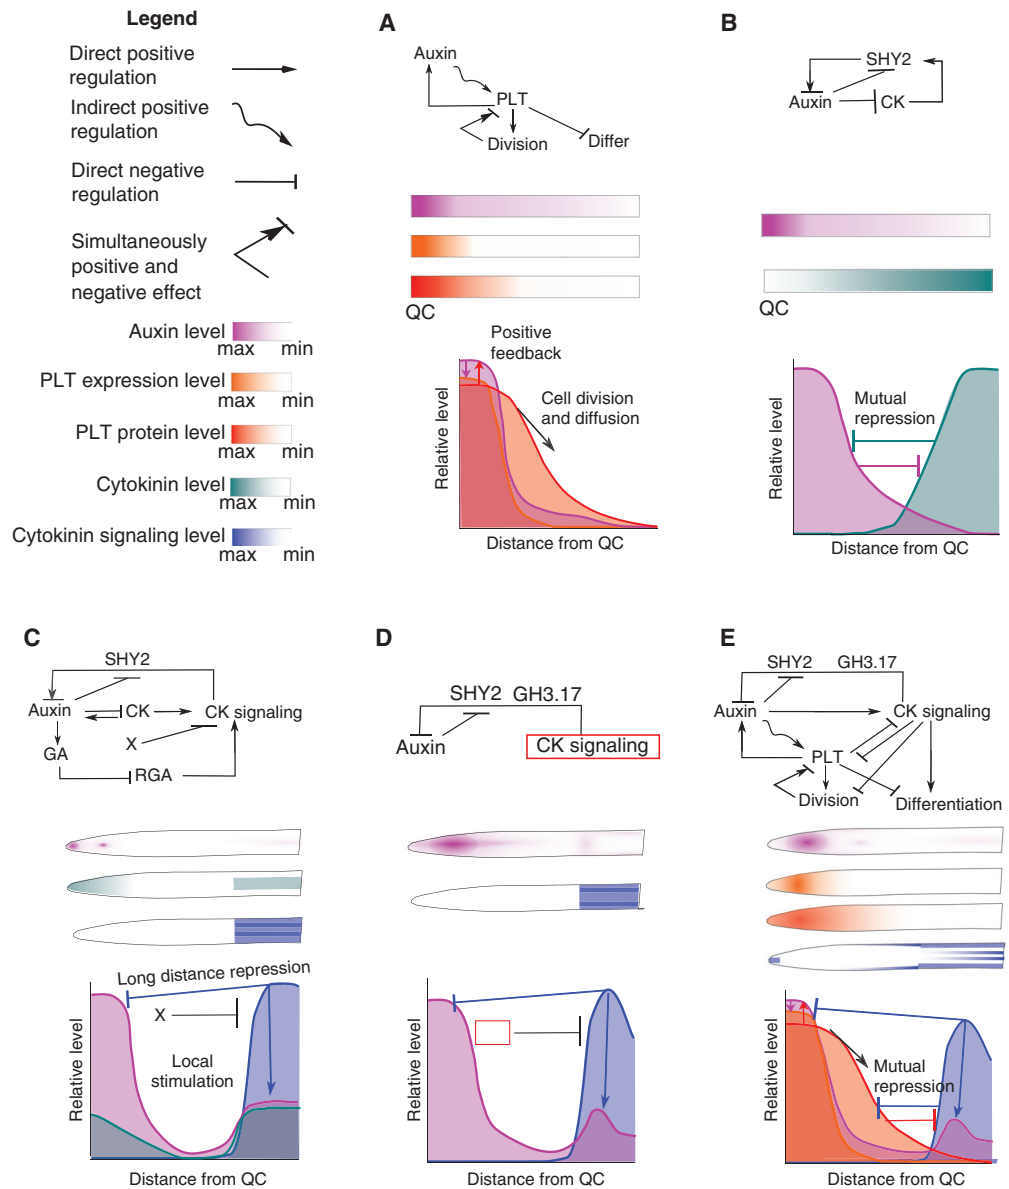 Legend
Direct positive
regulation
Indirect positive
regulation
Direct negative
regulation
Simultaneously
positive and
negative effect
Auxin level
max min
PLT expression level
max min
PLT protein level
max min
Cytokinin level
max min
Cytokinin signaling level
max min
A
Auxin
PLT
Division
Differ
QC
Positive
feedback
Cell division
and diffusion
Relative level
Distance from QC
B
SHY2
Auxin
CK
QC
Mutual
repression
Relative level
Distance from QC
C
SHY2
Auxin
CK
CK signaling
X
GA
RGA
Long distance repression
X
Local
stimulation
Relative level
Distance from QC
D
SHY2 GH3.17
Auxin
CK signaling
Relative level
Distance from QC
E
SHY2 GH3.17
Auxin
CK signaling
PLT
Division
Differentiation
Mutual
repression
Relative level
Distance from QC